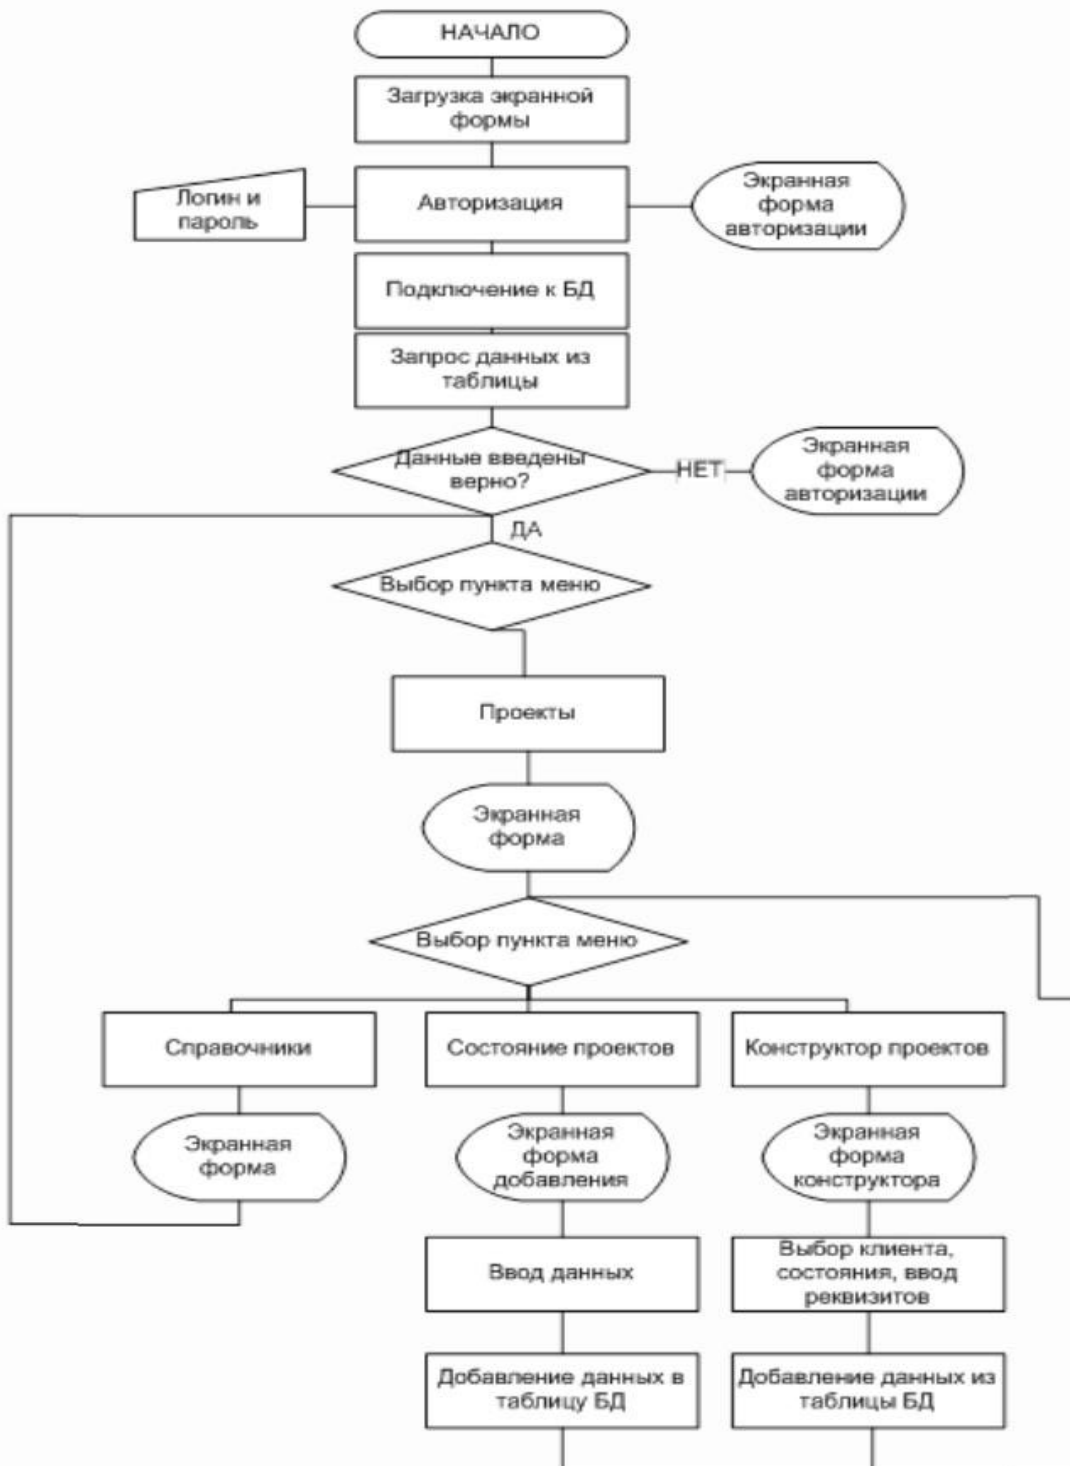 НАЧАЛО
Загрузка экранной
формы
Логин и
пароль
Авторизация
Экранная
форма
авторизации
Подключение к БД
Запрос данных из
таблицы
Данные введены
верно?
НЕТ
Экранная
форма
авторизации
ДА
Выбор пункта меню
Проекты
Экранная
форма
Выбор пункта меню
Справочники
Состояние проектов
Конструктор проектов
Экранная
форма
Экранная
форма
добавления
Экранная
форма
конструктора
Ввод данных
Выбор клиента,
состояния, ввод
реквизитов
Добавление данных в
таблицу БД
Добавление данных из
таблицы БД